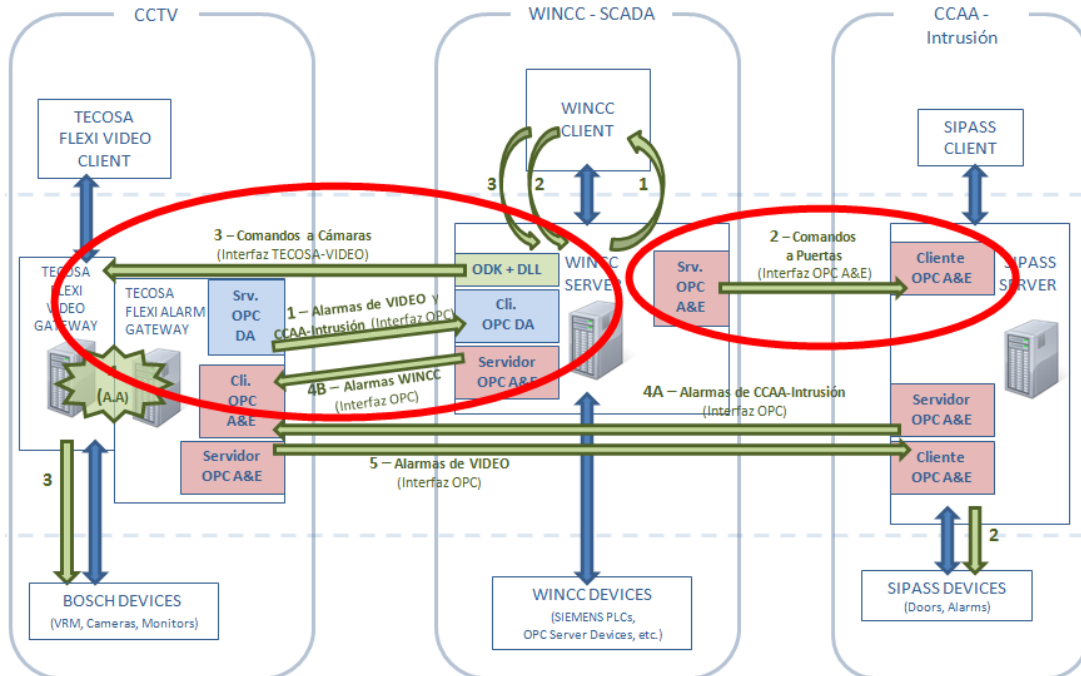 CCTV
WINCC - SCADA
CCAA -
Intrusión
TECOSA
FLEXI VIDEO
CLIENT
WINCC
CLIENT
SIPASS
CLIENT
3
2
1
3 – Comandos a Cámaras
(Interfaz TECOSA-VIDEO)
2 – Comandos
a Puertas
(Interfaz OPC A&E)
TECOSA
FLEXI
VIDEO
GATEWAY
TECOSA
FLEXI ALARM
GATEWAY
Srv.
OPC
DA
ODK + DLL
WINCC
SERVER
Cli.
OPC DA
Srv.
OPC
A&E
Cliente
OPC A&E
SIPASS
SERVER
1 – Alarmas de VIDEO y
CCAA-Intrusión (Interfaz OPC)
Servidor
OPC A&E
4B – Alarmas WINCC
(Interfaz OPC)
(A.A)
Cli.
OPC
A&E
4A – Alarmas de CCAA-Intrusión
(Interfaz OPC)
Servidor
OPC A&E
Servidor
OPC A&E
5 – Alarmas de VIDEO
(Interfaz OPC)
Cliente
OPC A&E
3
2
BOSCH DEVICES
(VRM, Cameras, Monitors)
WINCC DEVICES
(SIEMENS PLCs,
OPC Server Devices, etc.)
SIPASS DEVICES
(Doors, Alarms)